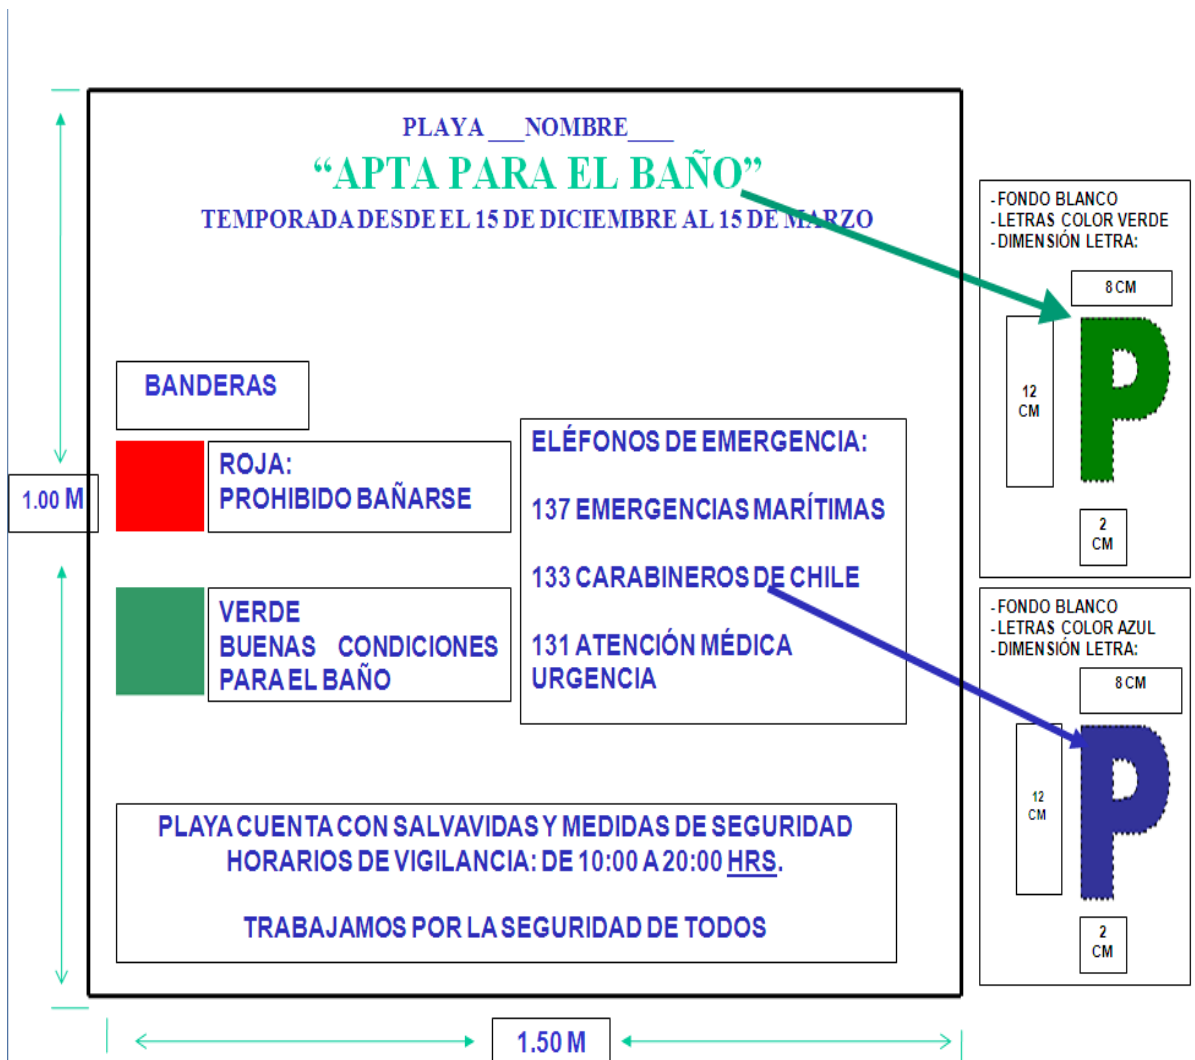 PLAYA ___NOMBRE____
“APTA PARA EL BAÑO”
TEMPORADA DESDE EL 15 DE DICIEMBRE AL 15 DE MARZO
BANDERAS
ROJA:
PROHIBIDO BAÑARSE
VERDE
BUENAS CONDICIONES
PARA EL BAÑO
ELÉFONOS DE EMERGENCIA:
137 EMERGENCIAS MARÍTIMAS
133 CARABINEROS DE CHILE
131 ATENCIÓN MÉDICA
URGENCIA
PLAYA CUENTA CON SALVAVIDAS Y MEDIDAS DE SEGURIDAD
HORARIOS DE VIGILANCIA: DE 10:00 A 20:00 HRS.
TRABAJAMOS POR LA SEGURIDAD DE TODOS
1.00 M
1.50 M
- FONDO BLANCO
- LETRAS COLOR VERDE
- DIMENSIÓN LETRA:
8 CM
12
CM
P
2
CM
- FONDO BLANCO
- LETRAS COLOR AZUL
- DIMENSIÓN LETRA:
8 CM
12
CM
P
2
CM